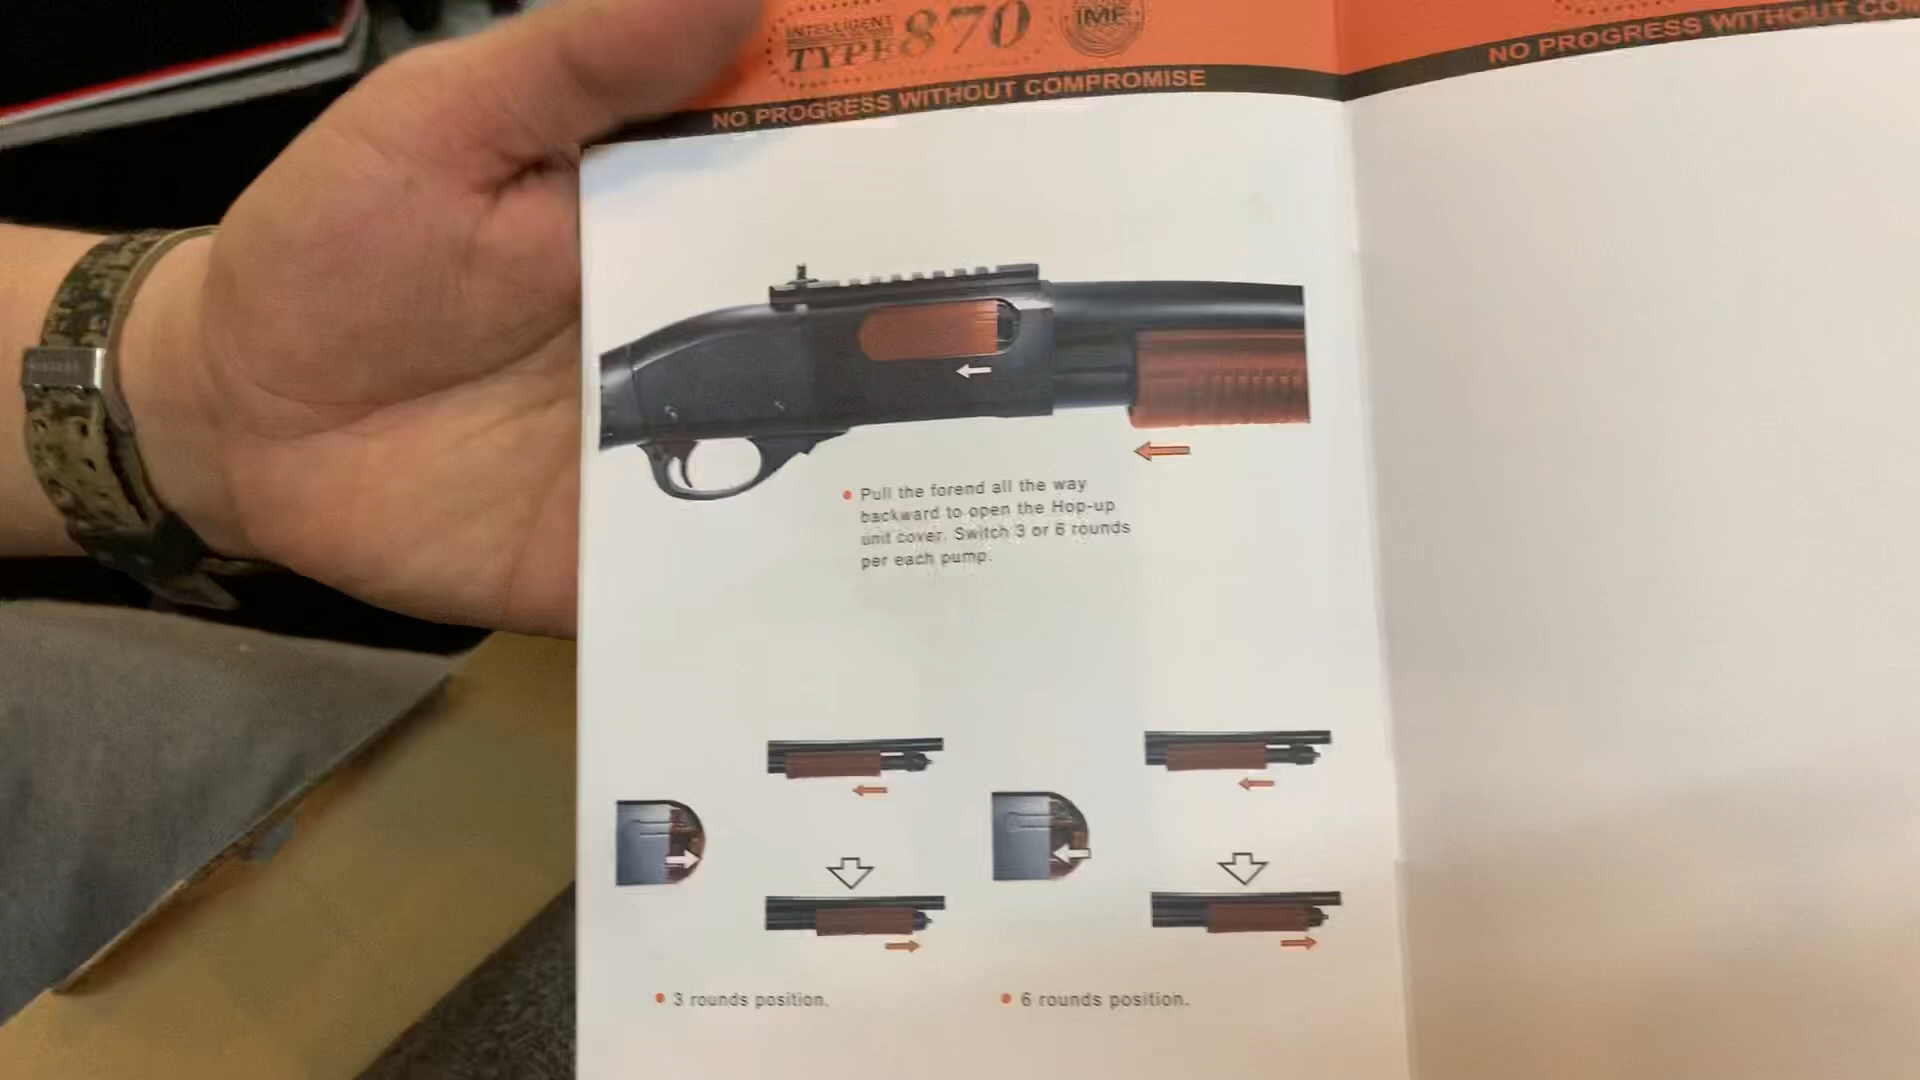 INTELLIGENT
TYPE 870
IMF
NO PROGRESS WITHOUT COMPROMISE
NO PROGRESS WITHOUT COM
Pull the forend all the way
backward to open the Hop-up
unit cover. Switch 3 or 6 rounds
per each pump.
3 rounds position.
6 rounds position.